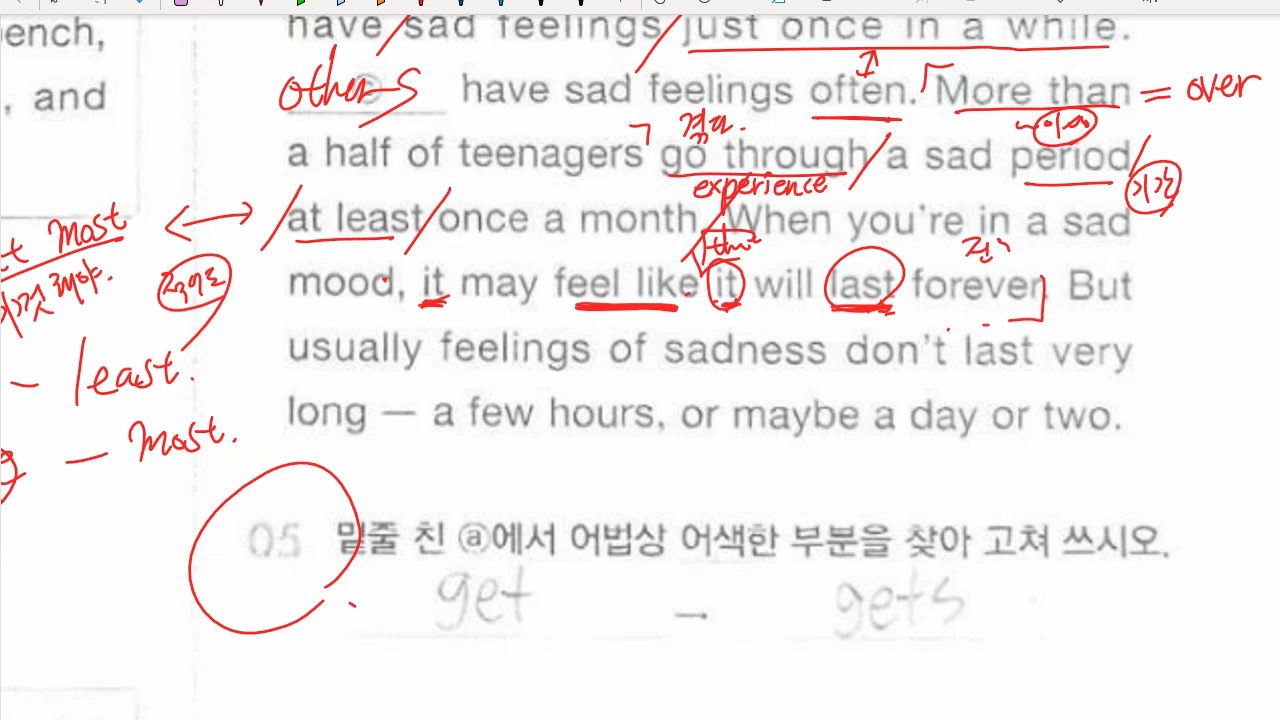 ench,
, and
have sad feelings just once in a while.
others have sad feelings often. More than = over
a half of teenagers go through a sad period
experience
기간
at least once a month. When you're in a sad
most
mood, it may feel like it will last forever. But
usually feelings of sadness don't last very
- least.
long — a few hours, or maybe a day or two.
- most.
05 밑줄 친 ⓐ에서 어법상 어색한 부분을 찾아 고쳐 쓰시오.
get → gets